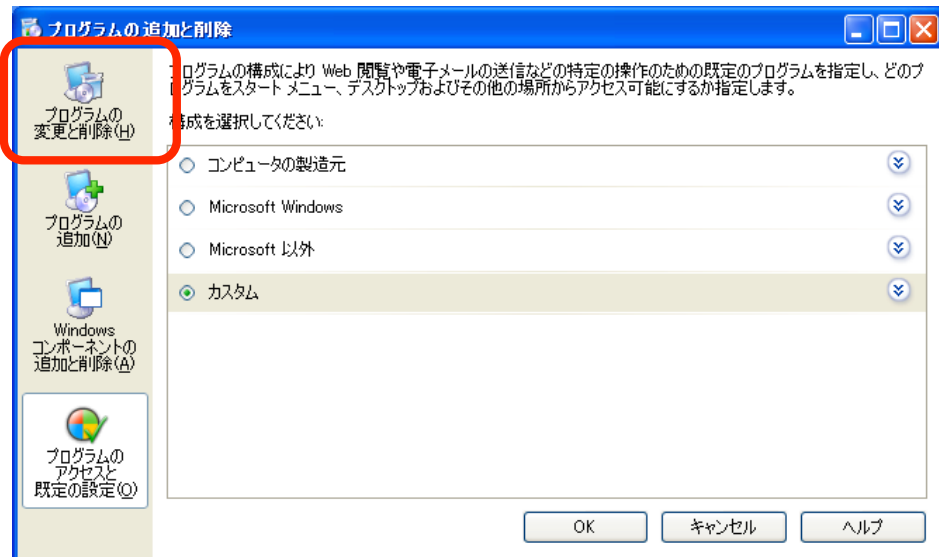 プログラムの追加と削除
プログラムの
変更と削除(H)
プログラムの
追加(N)
Windows
コンポーネントの
追加と削除(A)
プログラムの
アクセスと
既定の設定(O)
プログラムの構成により Web 閲覧や電子メールの送信などの特定の操作のための既定のプログラムを指定し、どのプ
ログラムをスタート メニュー、デスクトップおよびその他の場所からアクセス可能にするか指定します。
構成を選択してください:
コンピュータの製造元
Microsoft Windows
Microsoft 以外
カスタム
OK
キャンセル
ヘルプ